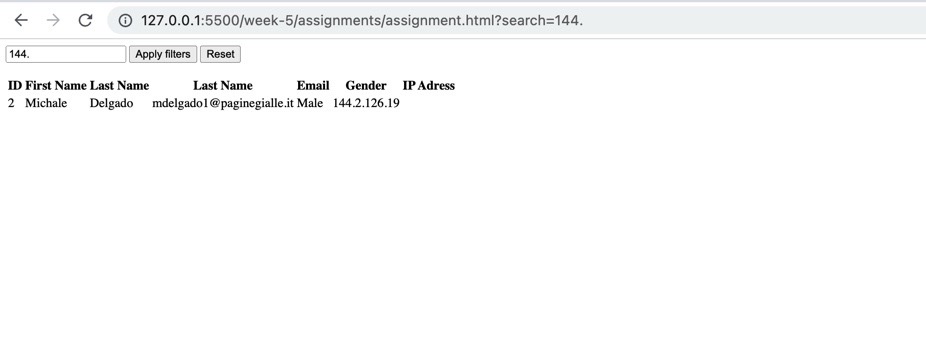 127.0.0.1:5500/week-5/assignments/assignment.html?search=144.
144. Apply filters Reset
ID First Name Last Name Last Name Email Gender IP Adress
2 Michale Delgado mdelgado1@paginegialle.it Male 144.2.126.19